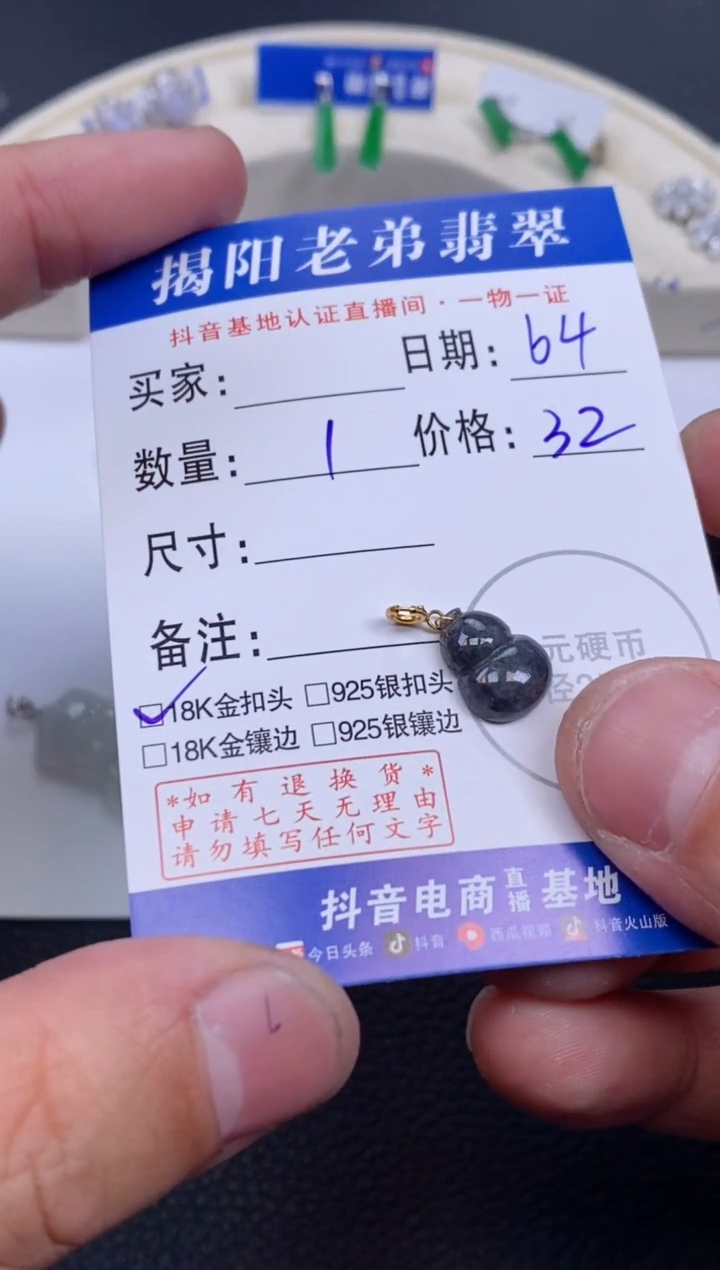 揭阳老弟翡翠
抖音基地认证直播间·一物一证
买家： 日期：64
数量：1 价格：32
尺寸：
备注：
元硬币
径2
☑18K金扣头 □925银扣头
□18K金镶边 □925银镶边
*如有退换货*
申请七天无理由
请勿填写任何文字
抖音电商直播基地
今日头条 抖音 西瓜视频 抖音火山版